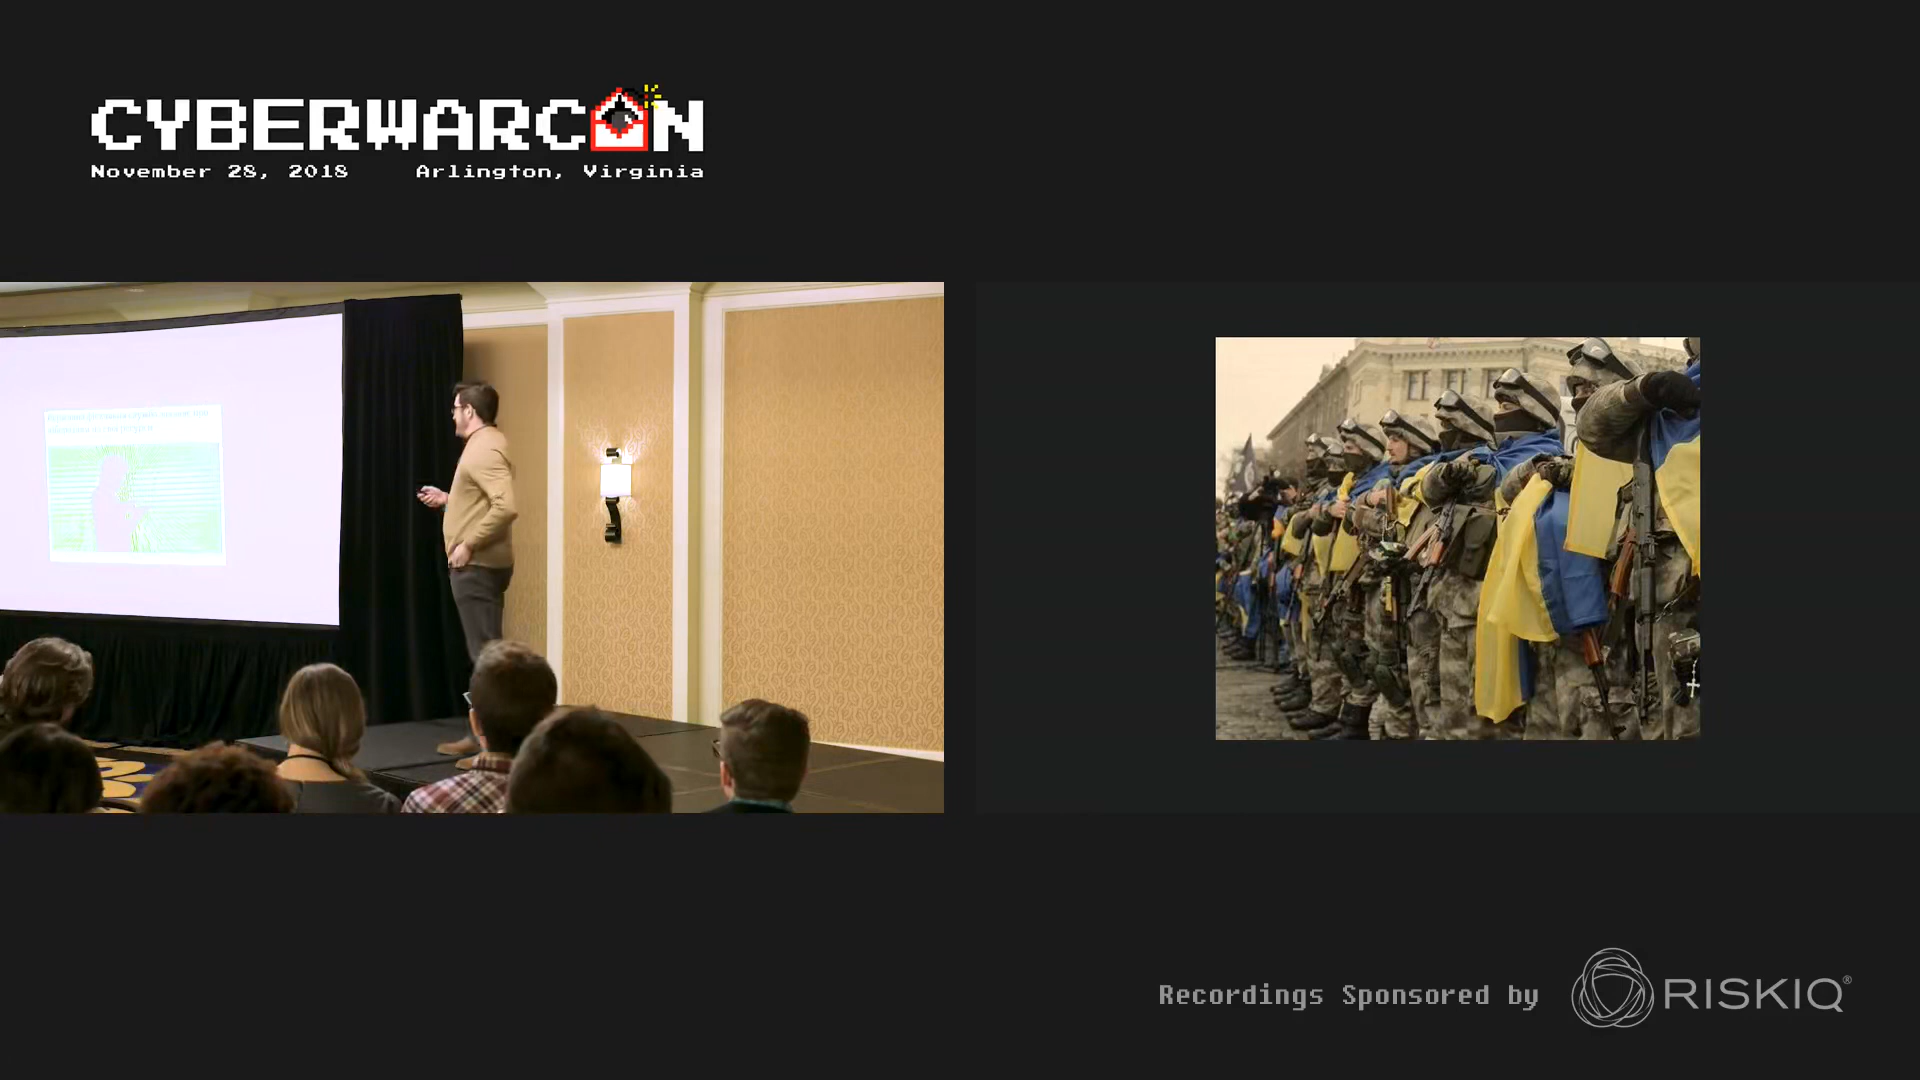 CYBERWARCON
November 28, 2018 Arlington, Virginia
Recordings Sponsored by RISKIQ®